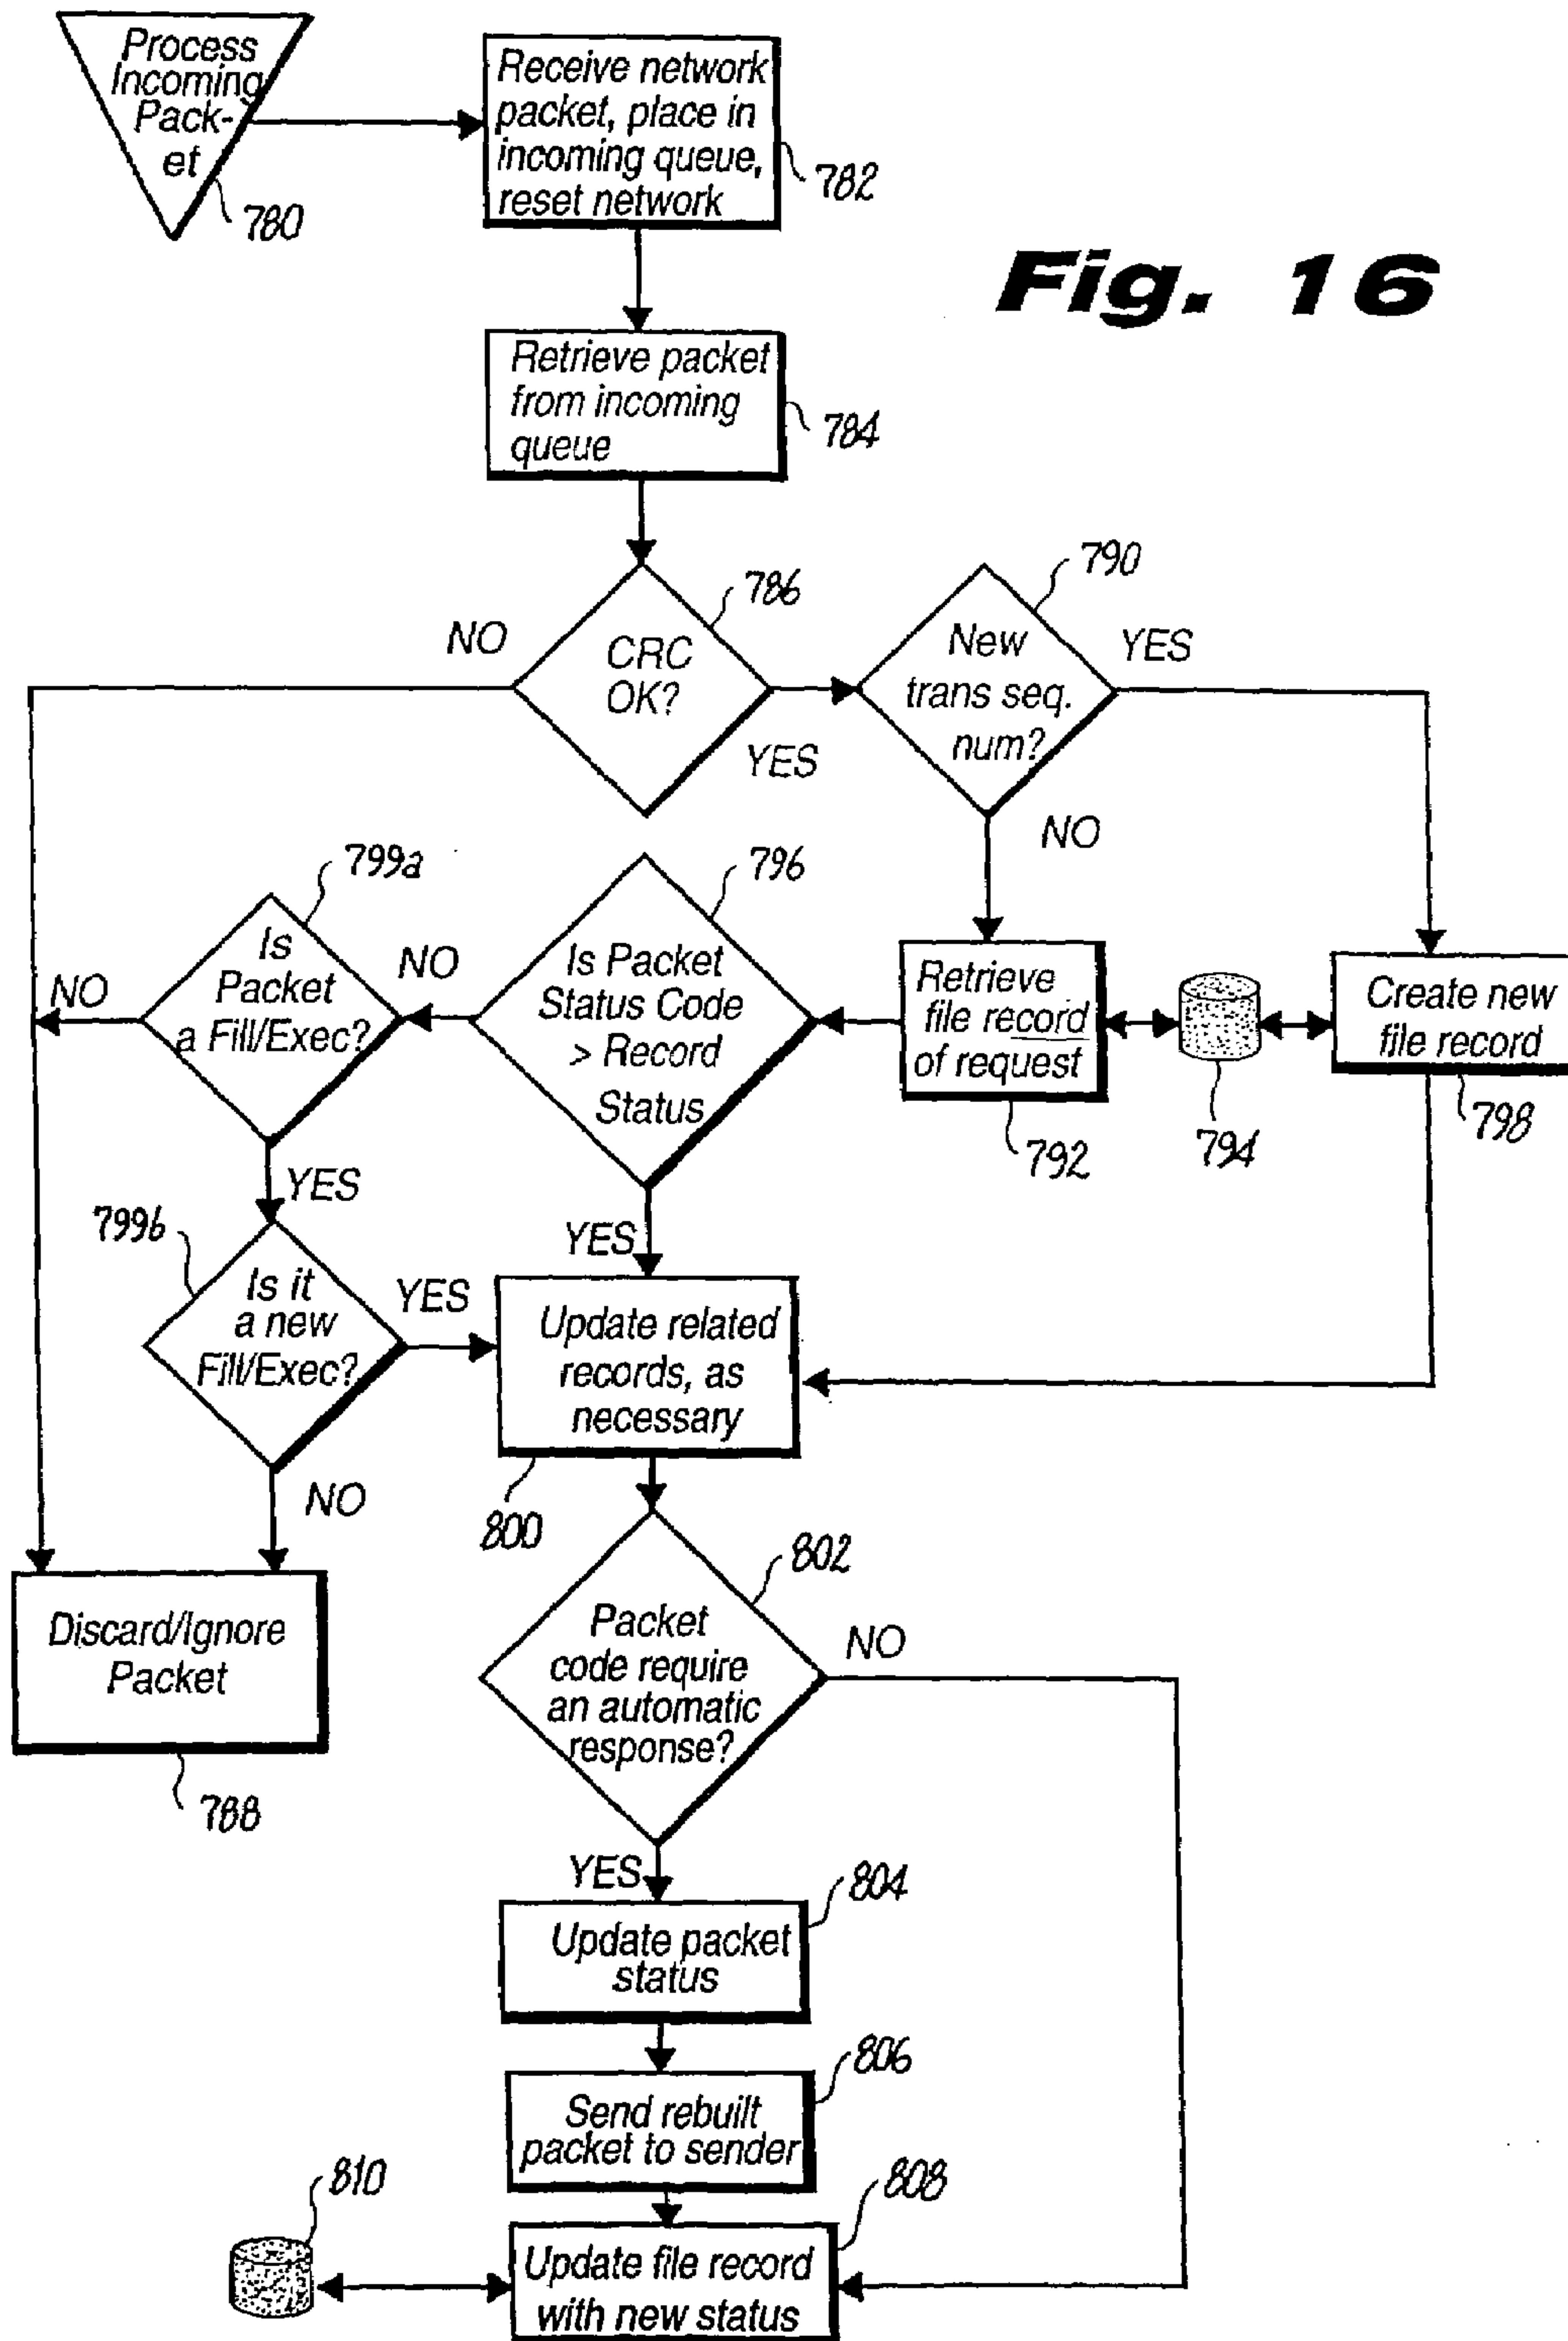 Process
Incoming
Pack-
et
780
Receive network
packet, place in
incoming queue,
reset network
782
Fig. 16
Retrieve packet
from incoming
queue
784
786
CRC
OK?
NO
YES
790
New
trans seq.
num?
YES
NO
799a
Is
Packet
a Fill/Exec?
NO
NO
YES
796
Is Packet
Status Code
> Record
Status
YES
Retrieve
file record
of request
792
794
Create new
file record
798
799b
Is it
a new
Fill/Exec?
YES
NO
Update related
records, as
necessary
800
Discard/Ignore
Packet
788
802
Packet
code require
an automatic
response?
NO
YES
804
Update packet
status
806
Send rebuilt
packet to sender
810
808
Update file record
with new status